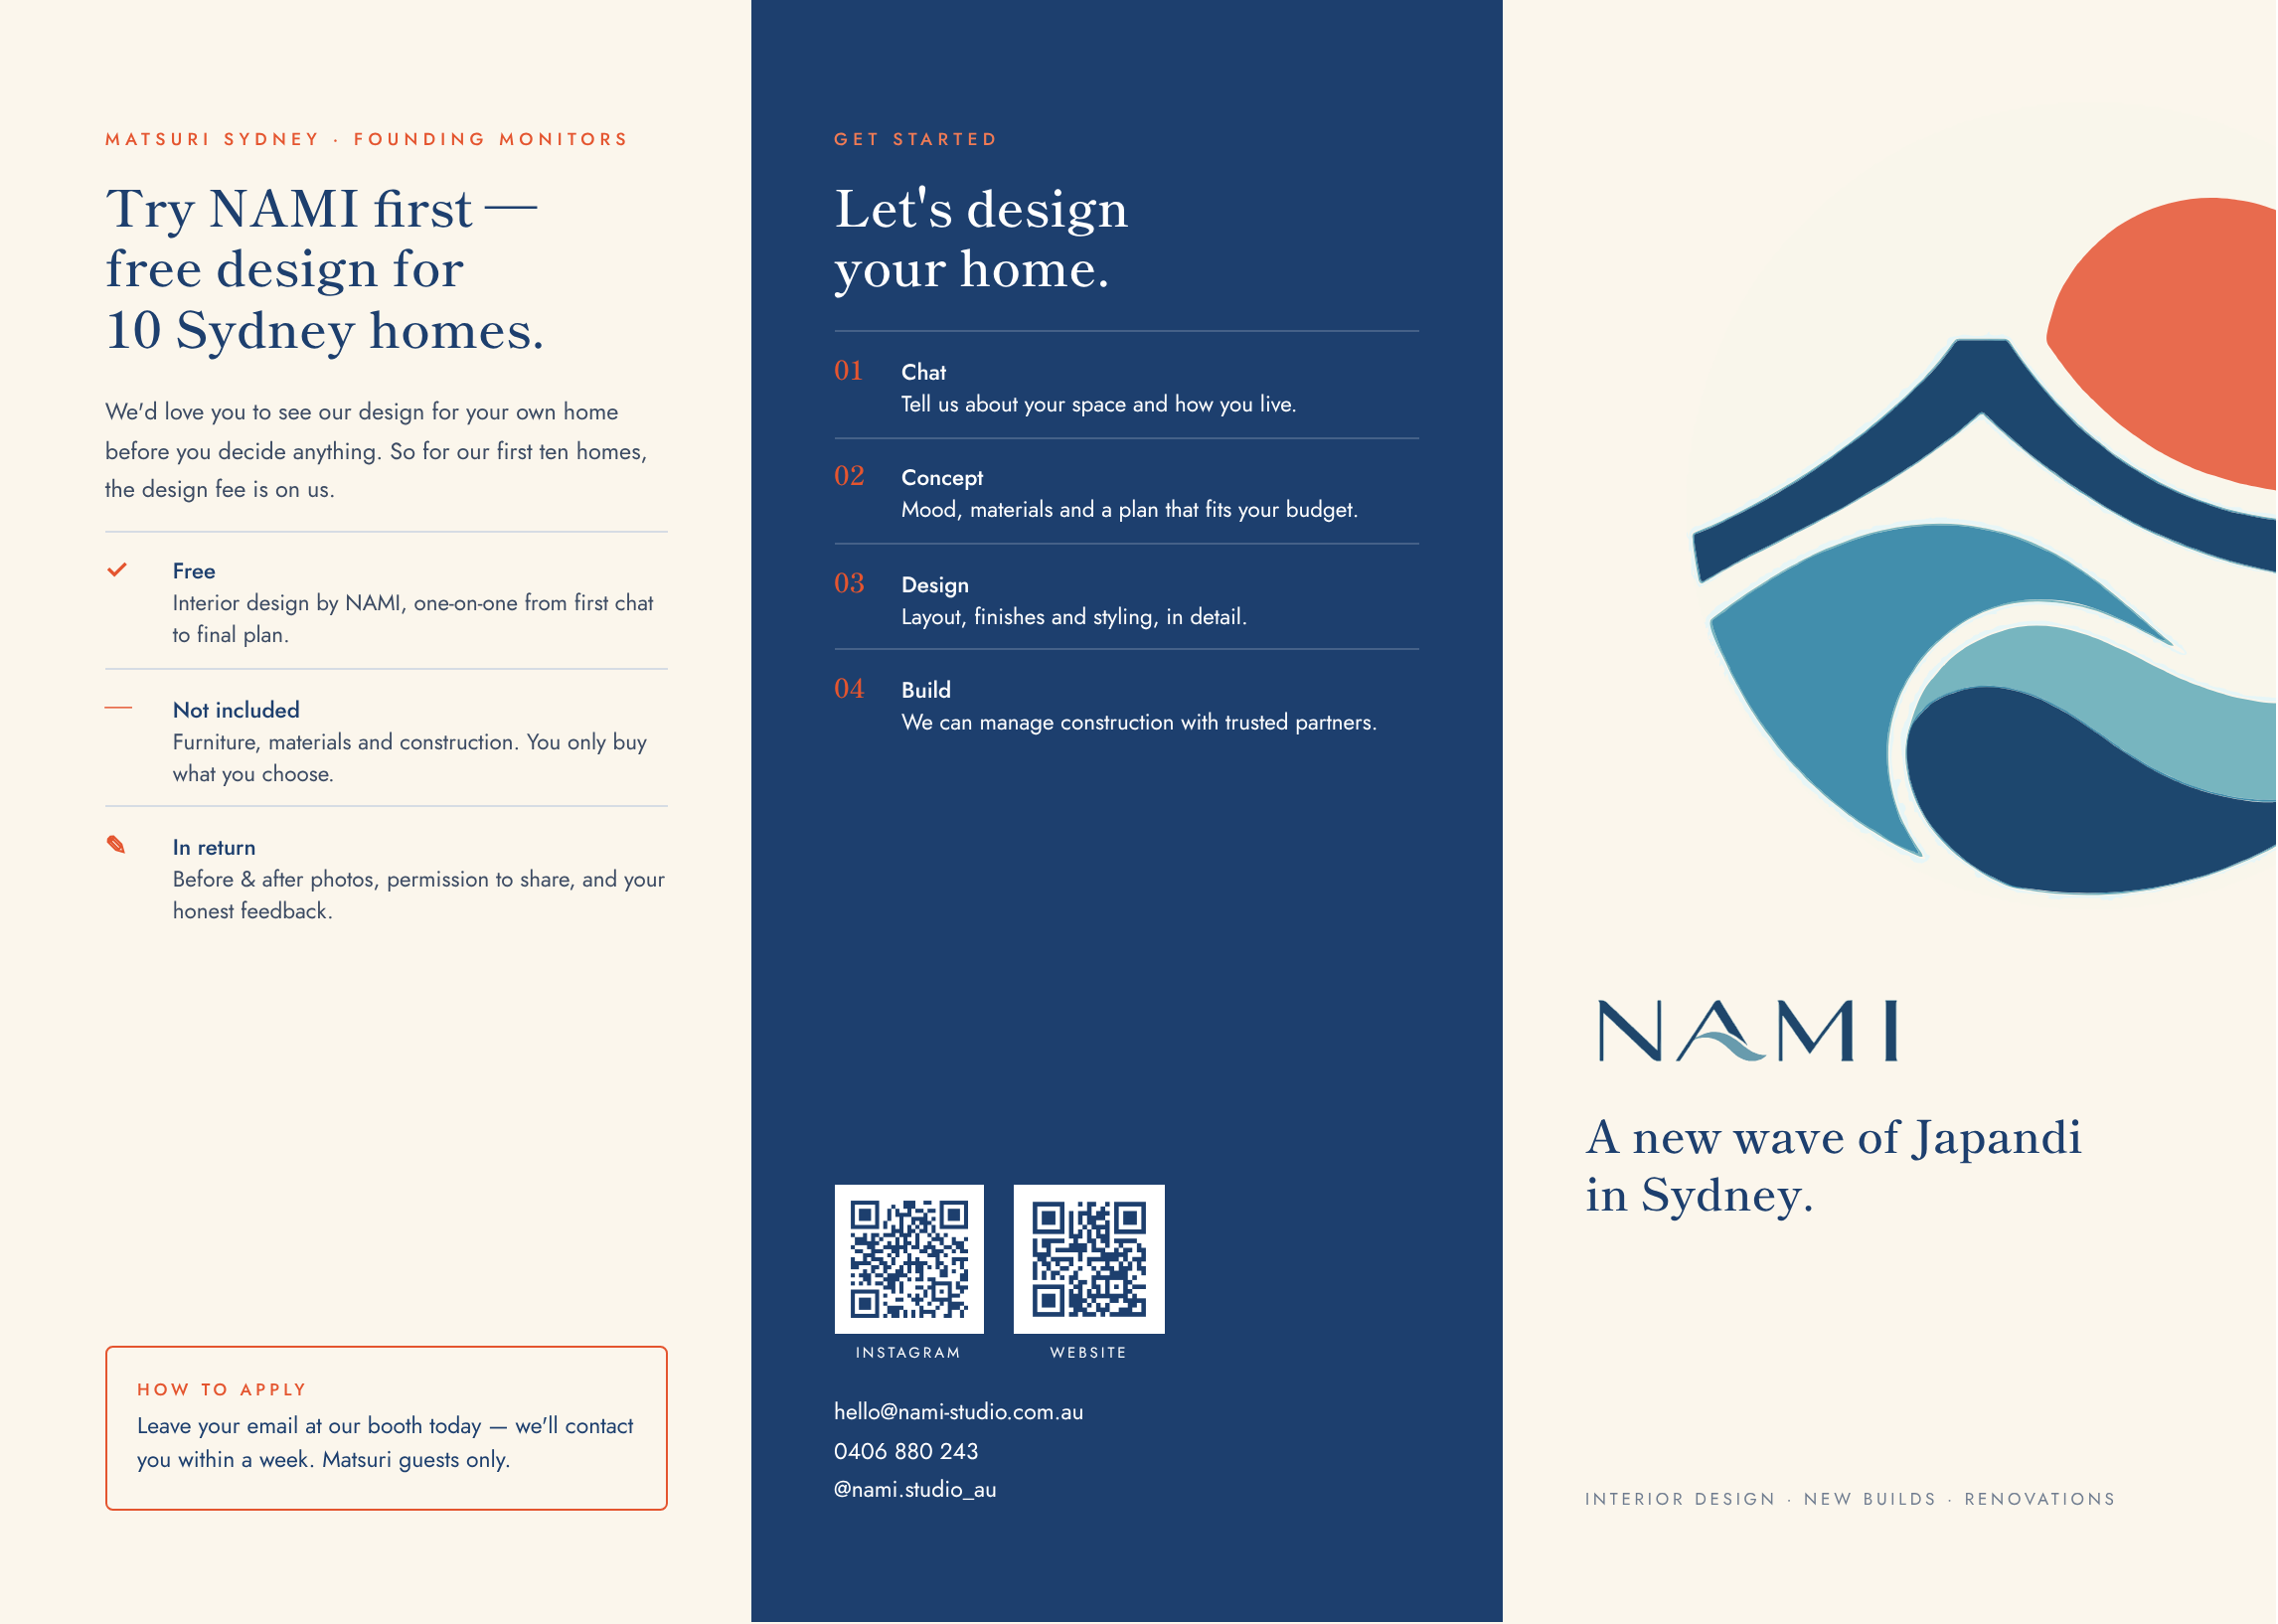 MATSURI SYDNEY · FOUNDING MONITORS
Try NAMI first —
free design for
10 Sydney homes.
We'd love you to see our design for your own home
before you decide anything. So for our first ten homes,
the design fee is on us.
✓ Free
Interior design by NAMI, one-on-one from first chat
to final plan.
— Not included
Furniture, materials and construction. You only buy
what you choose.
✎ In return
Before & after photos, permission to share, and your
honest feedback.
HOW TO APPLY
Leave your email at our booth today — we'll contact
you within a week. Matsuri guests only.
GET STARTED
Let's design
your home.
01 Chat
Tell us about your space and how you live.
02 Concept
Mood, materials and a plan that fits your budget.
03 Design
Layout, finishes and styling, in detail.
04 Build
We can manage construction with trusted partners.
INSTAGRAM WEBSITE
hello@nami-studio.com.au
0406 880 243
@nami.studio_au
NAMI
A new wave of Japandi
in Sydney.
INTERIOR DESIGN · NEW BUILDS · RENOVATIONS